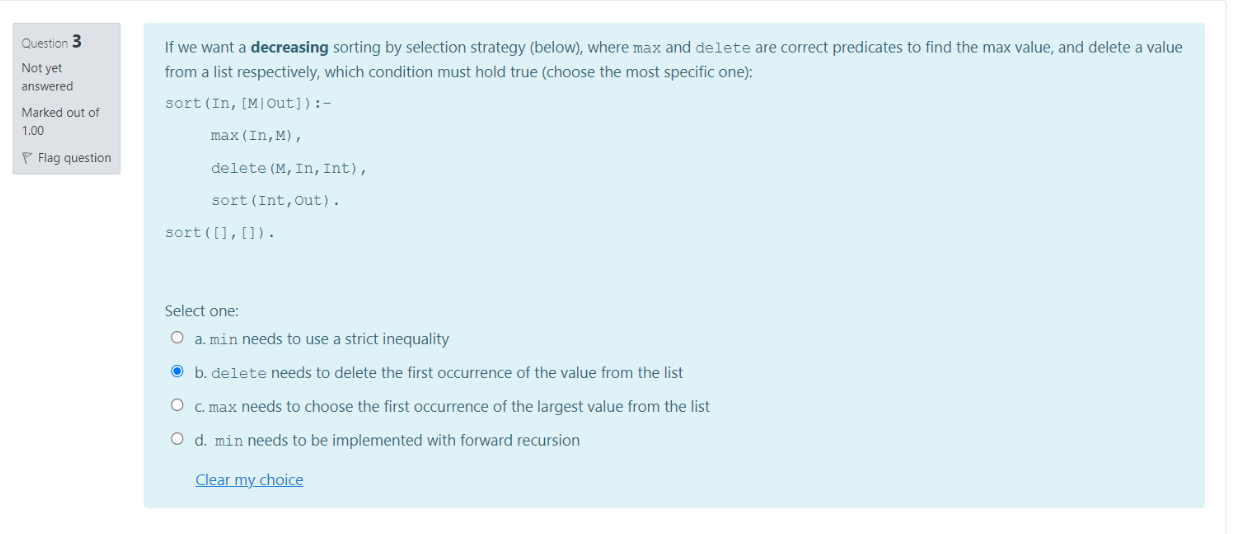 Question 3
Not yet
answered
Marked out of
1.00
Flag question
If we want a decreasing sorting by selection strategy (below), where max and delete are correct predicates to find the max value, and delete a value
from a list respectively, which condition must hold true (choose the most specific one):
sort(In,[M|Out]):-
max(In,M),
delete(M,In,Int),
sort(Int,Out).
sort([],[]).
Select one:
a. min needs to use a strict inequality
b. delete needs to delete the first occurrence of the value from the list
c. max needs to choose the first occurrence of the largest value from the list
d. min needs to be implemented with forward recursion
Clear my choice